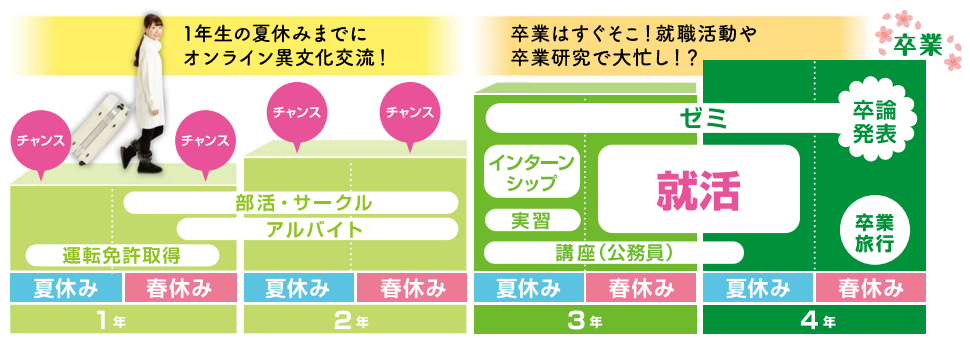 1年生の夏休みまでに
オンライン異文化交流！
卒業はすぐそこ！就職活動や
卒業研究で大忙し！？
卒業
チャンス
チャンス
チャンス
チャンス
ゼミ
卒論
発表
インターン
シップ
就活
部活・サークル
実習
アルバイト
卒業
旅行
運転免許取得
講座（公務員）
夏休み
春休み
夏休み
春休み
夏休み
春休み
夏休み
春休み
1年
2年
3年
4年